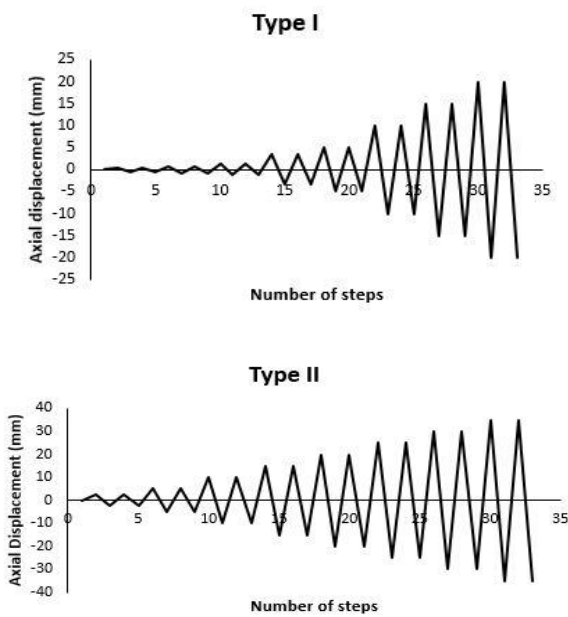 Type I
Axial displacement (mm)
25
20
15
10
5
0
-5
-10
-15
-20
-25
0 5 10 15 20 25 30 35
Number of steps
Type II
Axial Displacement (mm)
40
30
20
10
0
-10
-20
-30
-40
0 5 10 15 20 25 30 35
Number of steps